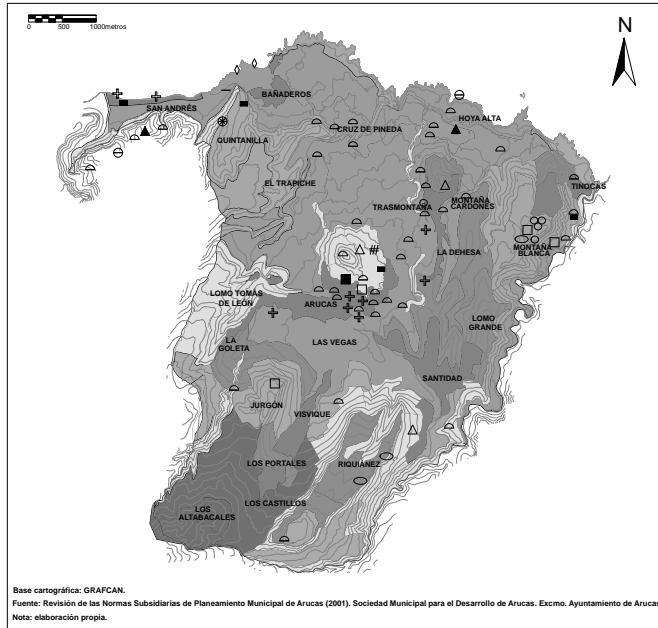 N
0 500 1000metros
BAÑADEROS
SAN ANDRÉS
CRUZ DE PINEDA
HOYA ALTA
QUINTANILLA
EL TRAPICHE
TINOCAS
TRASMONTAÑA
MONTAÑA
CARDONES
LA DEHESA
MONTAÑA
BLANCA
LOMO TOMÁS
DE LEÓN
ARUCAS
LOMO
GRANDE
LA
GOLETA
LAS VEGAS
SANTIDAD
JURGÓN
VISVIQUE
LOS PORTALES
RIQUIÁNEZ
LOS
ALTABACALES
LOS CASTILLOS
Base cartográfica: GRAFCAN.
Fuente: Revisión de las Normas Subsidiarias de Planeamiento Municipal de Arucas (2001). Sociedad Municipal para el Desarrollo de Arucas. Excmo. Ayuntamiento de Arucas
Nota: elaboración propia.